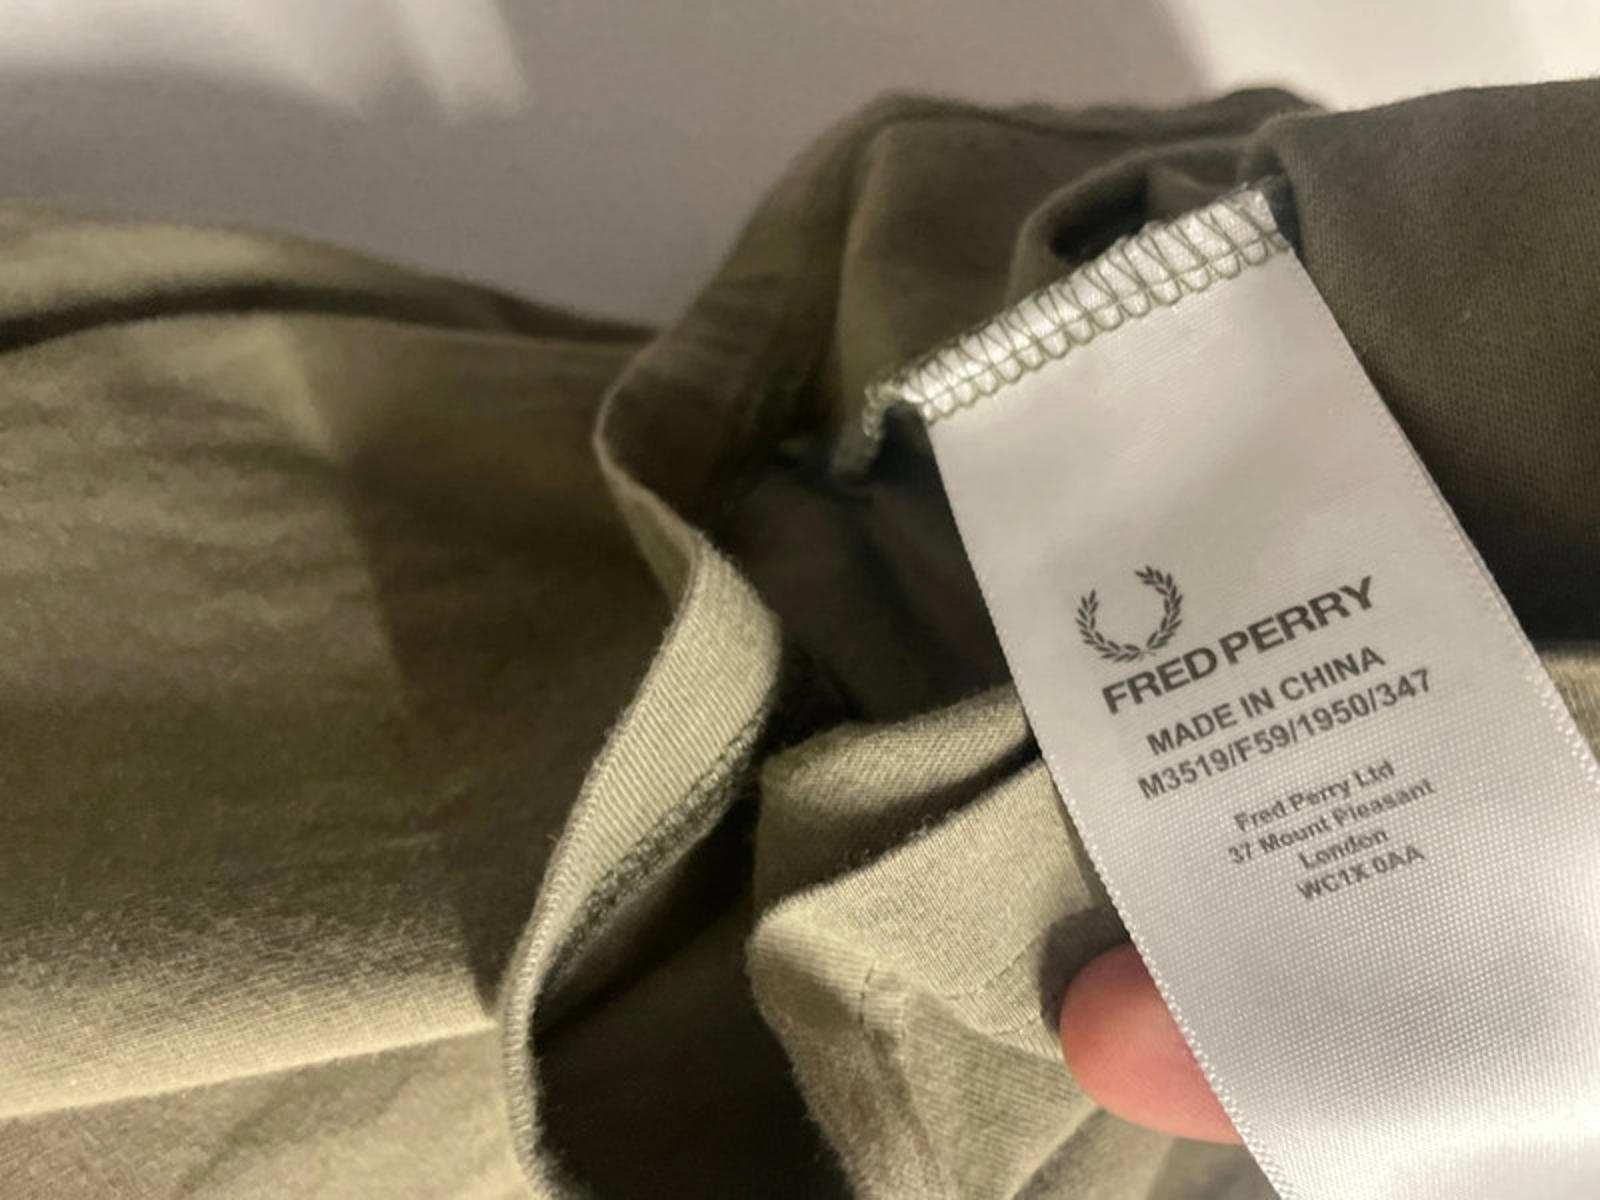 FRED PERRY
MADE IN CHINA
M3519/F59/1950/347
Fred Perry Ltd
37 Mount Pleasant
London
WC1X 0AA